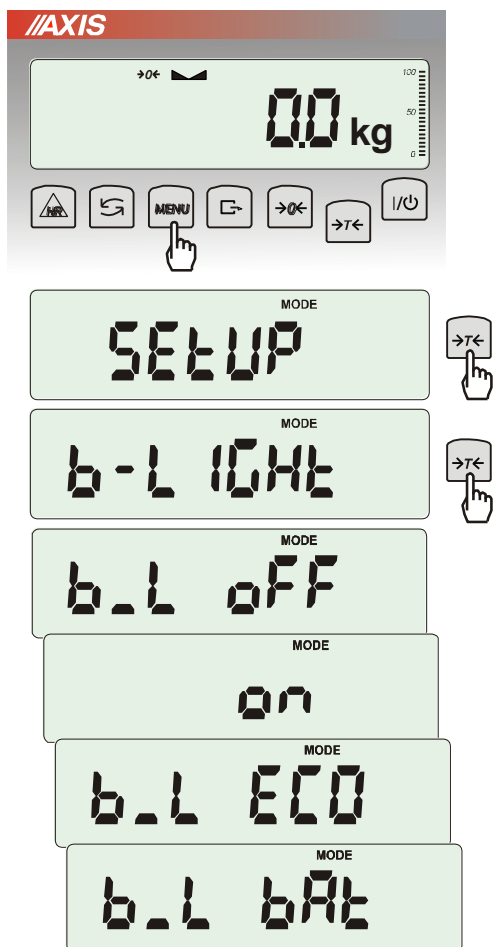 //AXIS
→0←
100
50
0
0.0 kg
HR MENU →0← →T← I/⏻
MODE
SEtUP
→T←
MODE
b-LIGHt
→T←
MODE
b_L oFF
MODE
on
MODE
b_L ECO
MODE
b_L bAt